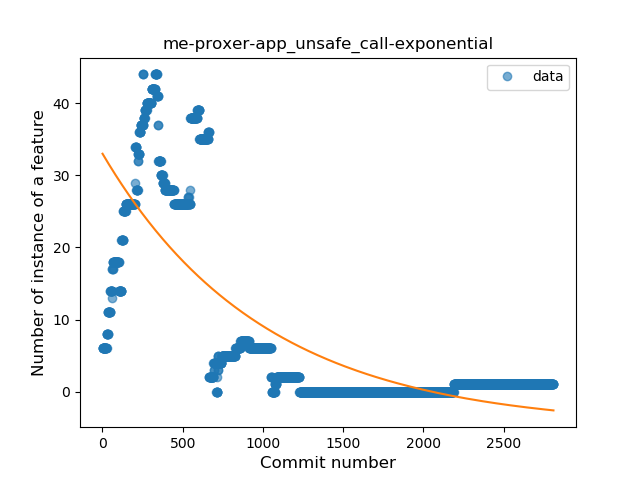 me-proxer-app_unsafe_call-exponential
data
Number of instance of a feature
40
30
20
10
0
0
500
1000
1500
2000
2500
Commit number